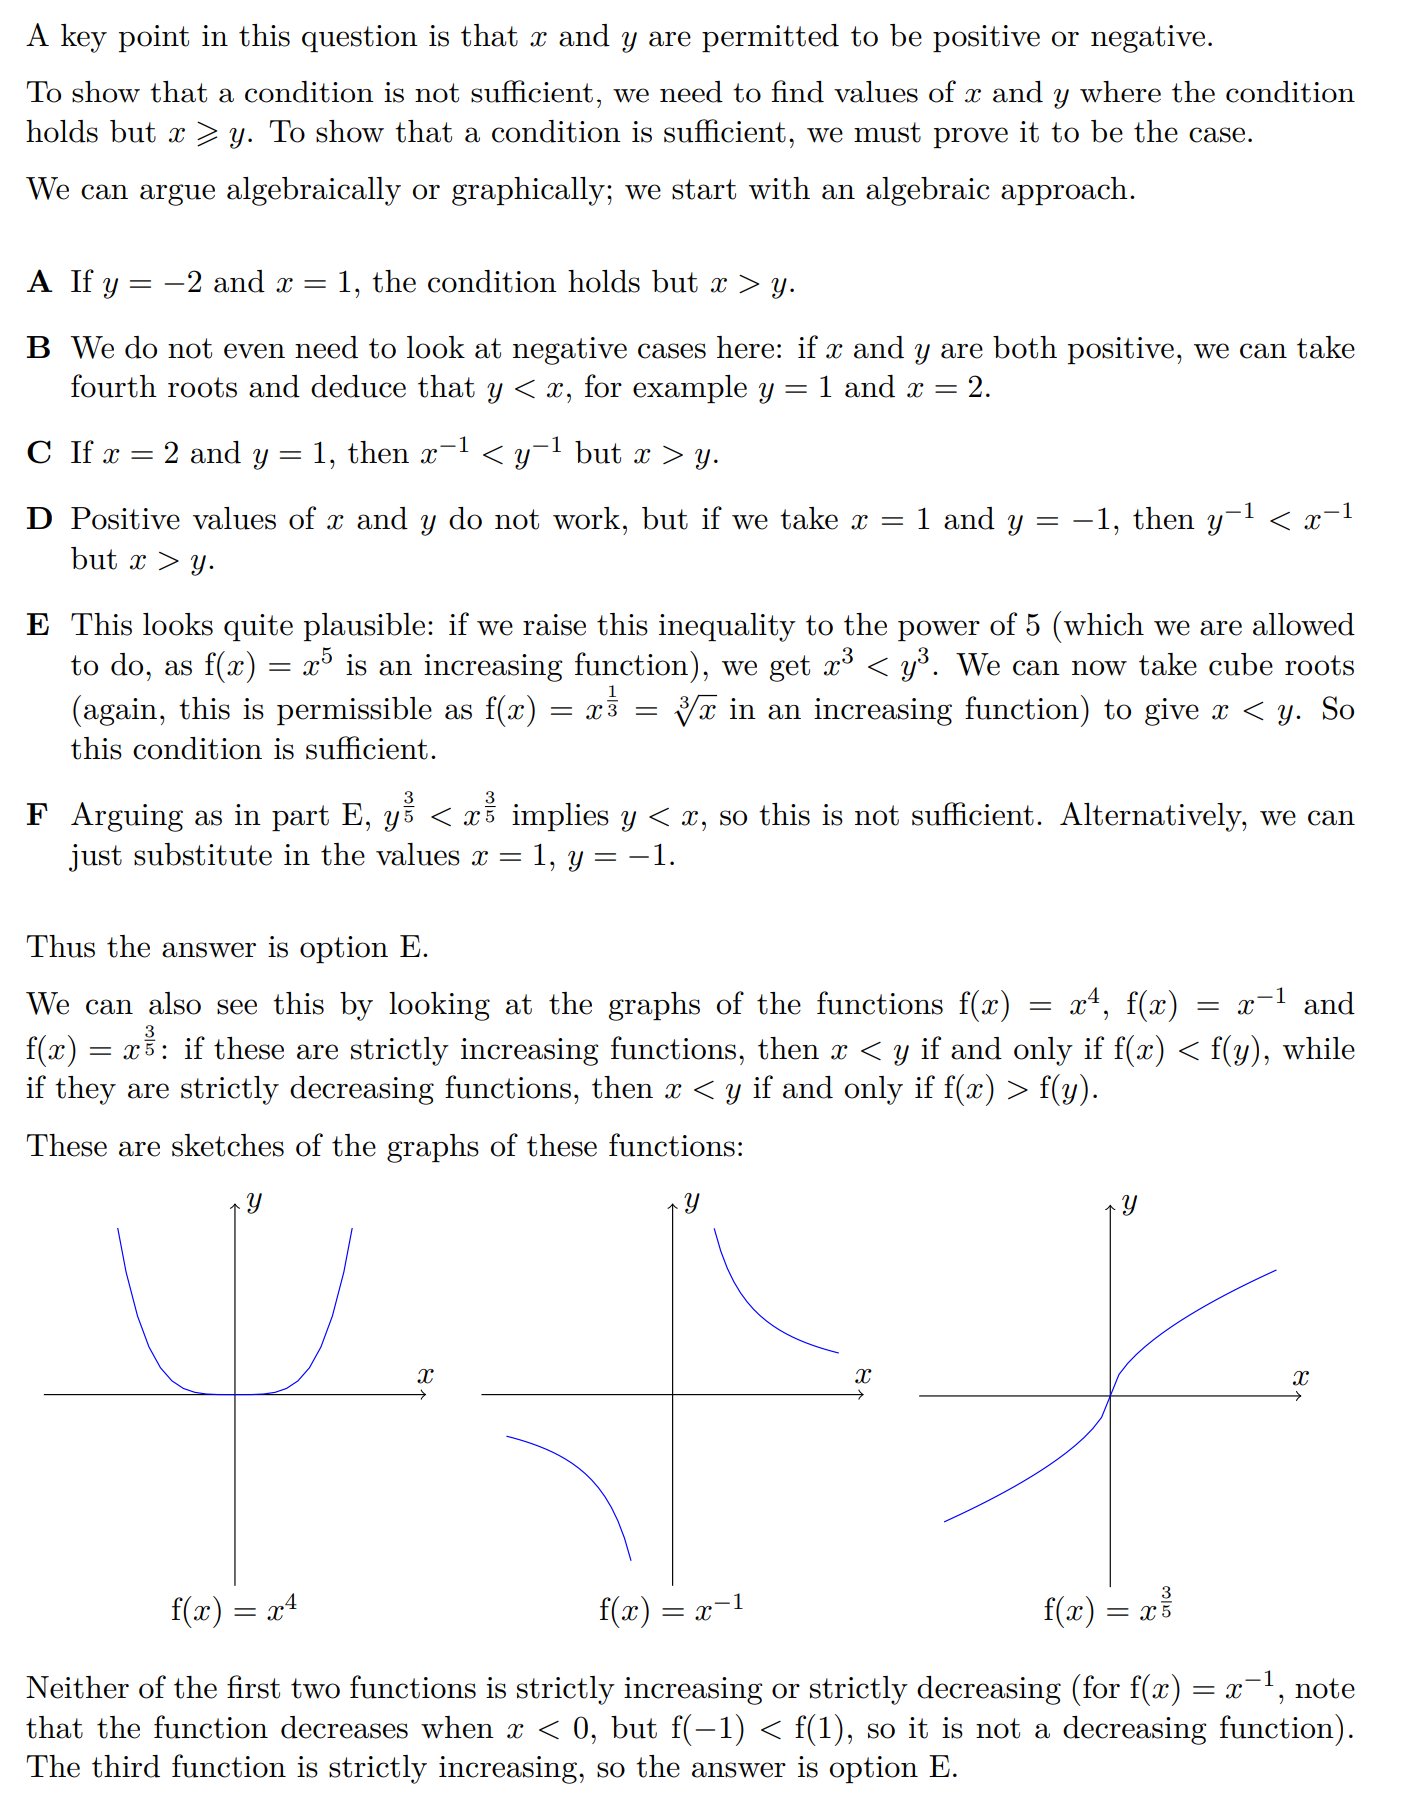 A key point in this question is that x and y are permitted to be positive or negative.
To show that a condition is not sufficient, we need to find values of x and y where the condition
holds but x ⩾ y. To show that a condition is sufficient, we must prove it to be the case.
We can argue algebraically or graphically; we start with an algebraic approach.
A If y = −2 and x = 1, the condition holds but x > y.
B We do not even need to look at negative cases here: if x and y are both positive, we can take
fourth roots and deduce that y < x, for example y = 1 and x = 2.
C If x = 2 and y = 1, then x⁻¹ < y⁻¹ but x > y.
D Positive values of x and y do not work, but if we take x = 1 and y = −1, then y⁻¹ < x⁻¹
but x > y.
E This looks quite plausible: if we raise this inequality to the power of 5 (which we are allowed
to do, as f(x) = x⁵ is an increasing function), we get x³ < y³. We can now take cube roots
(again, this is permissible as f(x) = x^{1/3} = ∛x in an increasing function) to give x < y. So
this condition is sufficient.
F Arguing as in part E, y^{3/5} < x^{3/5} implies y < x, so this is not sufficient. Alternatively, we can
just substitute in the values x = 1, y = −1.
Thus the answer is option E.
We can also see this by looking at the graphs of the functions f(x) = x⁴, f(x) = x⁻¹ and
f(x) = x^{3/5}: if these are strictly increasing functions, then x < y if and only if f(x) < f(y), while
if they are strictly decreasing functions, then x < y if and only if f(x) > f(y).
These are sketches of the graphs of these functions:
y
x
f(x) = x⁴
y
x
f(x) = x⁻¹
y
x
f(x) = x^{3/5}
Neither of the first two functions is strictly increasing or strictly decreasing (for f(x) = x⁻¹, note
that the function decreases when x < 0, but f(−1) < f(1), so it is not a decreasing function).
The third function is strictly increasing, so the answer is option E.